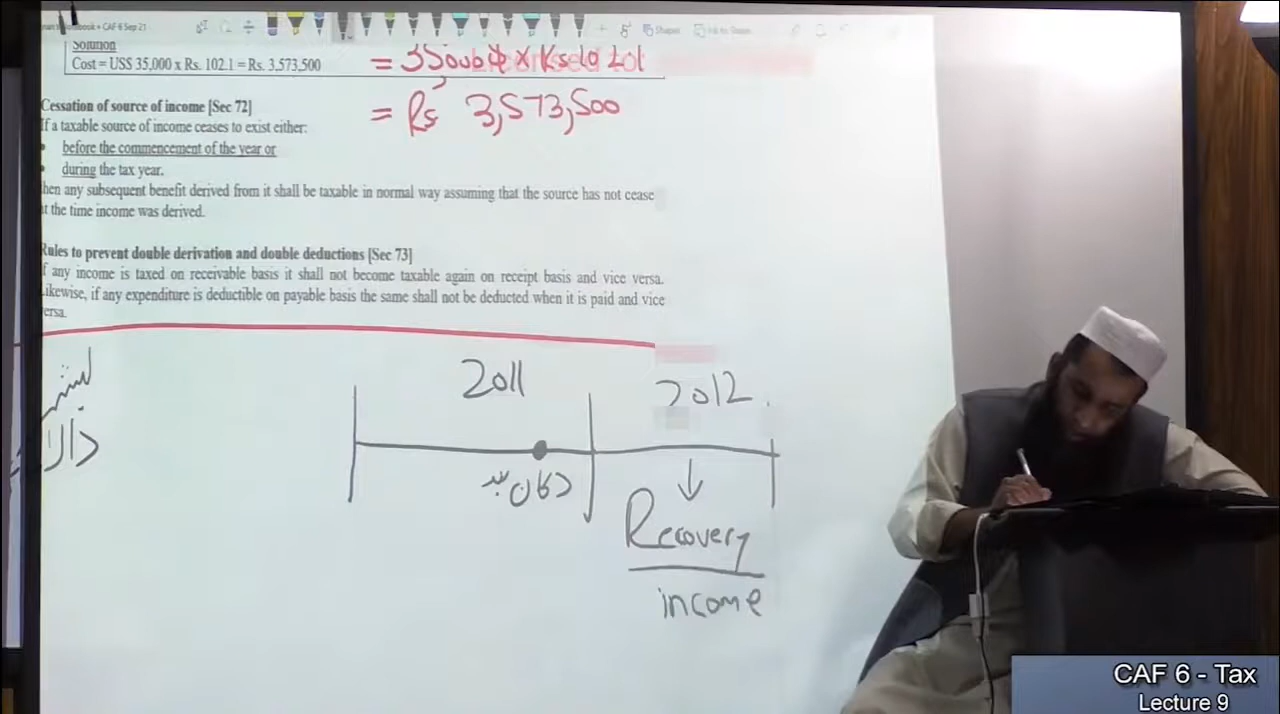 Solution
Cost = US$ 35,000 x Rs. 102.1 = Rs. 3,573,500
= Rs 3,573,500
Cessation of source of income [Sec 72]
If a taxable source of income ceases to exist either:
before the commencement of the year or
during the tax year.
hen any subsequent benefit derived from it shall be taxable in normal way assuming that the source has not cease
t the time income was derived.
Rules to prevent double derivation and double deductions [Sec 73]
f any income is taxed on receivable basis it shall not become taxable again on receipt basis and vice versa.
ikewise, if any expenditure is deductible on payable basis the same shall not be deducted when it is paid and vice
ersa.
2011
2012
دکان بند
Recovery
income
CAF 6 - Tax
Lecture 9